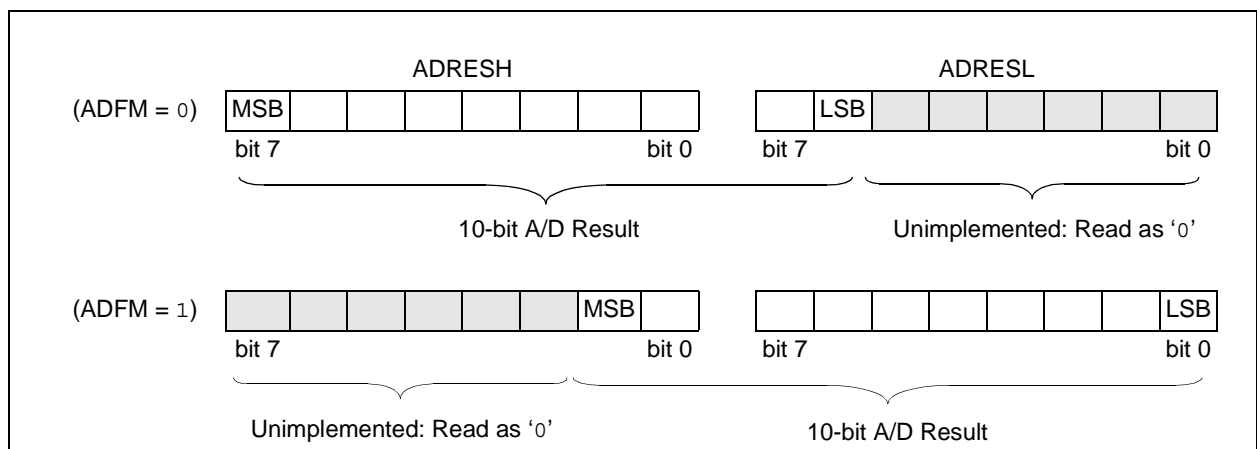 ADRESH ADRESL
(ADFM = 0) MSB LSB
bit 7 bit 0 bit 7 bit 0
10-bit A/D Result Unimplemented: Read as ‘0’
(ADFM = 1) MSB LSB
bit 7 bit 0 bit 7 bit 0
Unimplemented: Read as ‘0’ 10-bit A/D Result